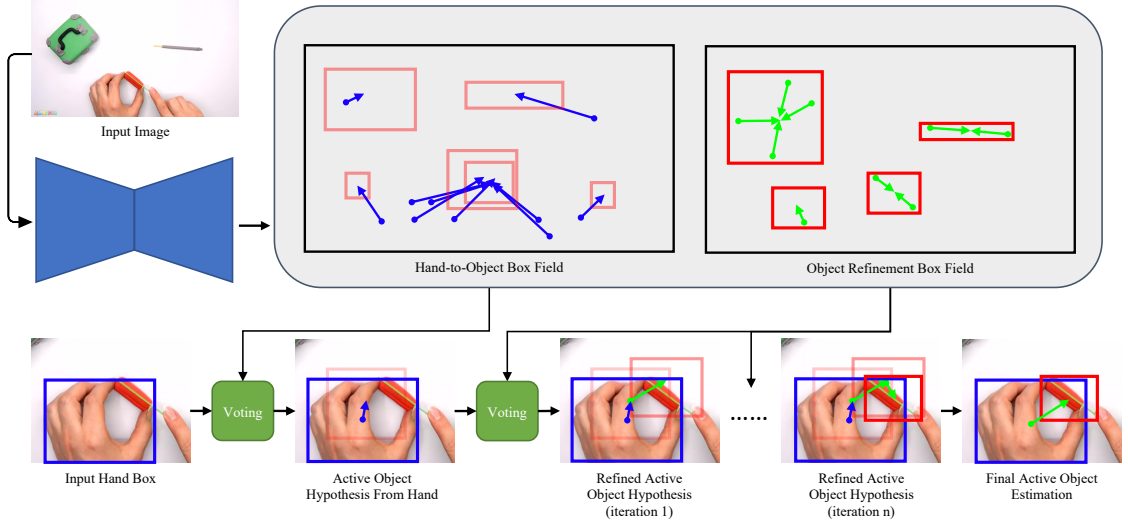 Input Image
Hand-to-Object Box Field
Object Refinement Box Field
Voting
Voting
......
Input Hand Box
Active Object
Hypothesis From Hand
Refined Active
Object Hypothesis
(iteration 1)
Refined Active
Object Hypothesis
(iteration n)
Final Active Object
Estimation